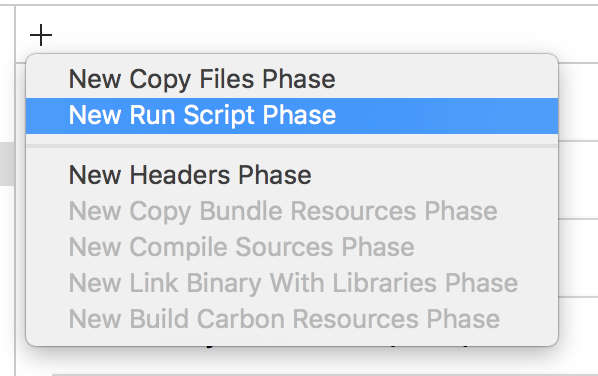 New Copy Files Phase
New Run Script Phase
New Headers Phase
New Copy Bundle Resources Phase
New Compile Sources Phase
New Link Binary With Libraries Phase
New Build Carbon Resources Phase